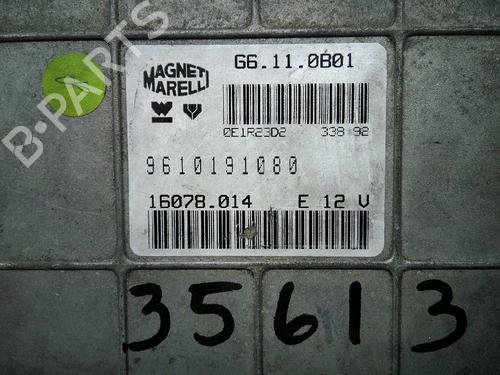 B-PARTS
MAGNETI
MARELLI
G6.11.0B01
0E1R23D2 338 92
9610191080
16078.014 E 12 V
35613